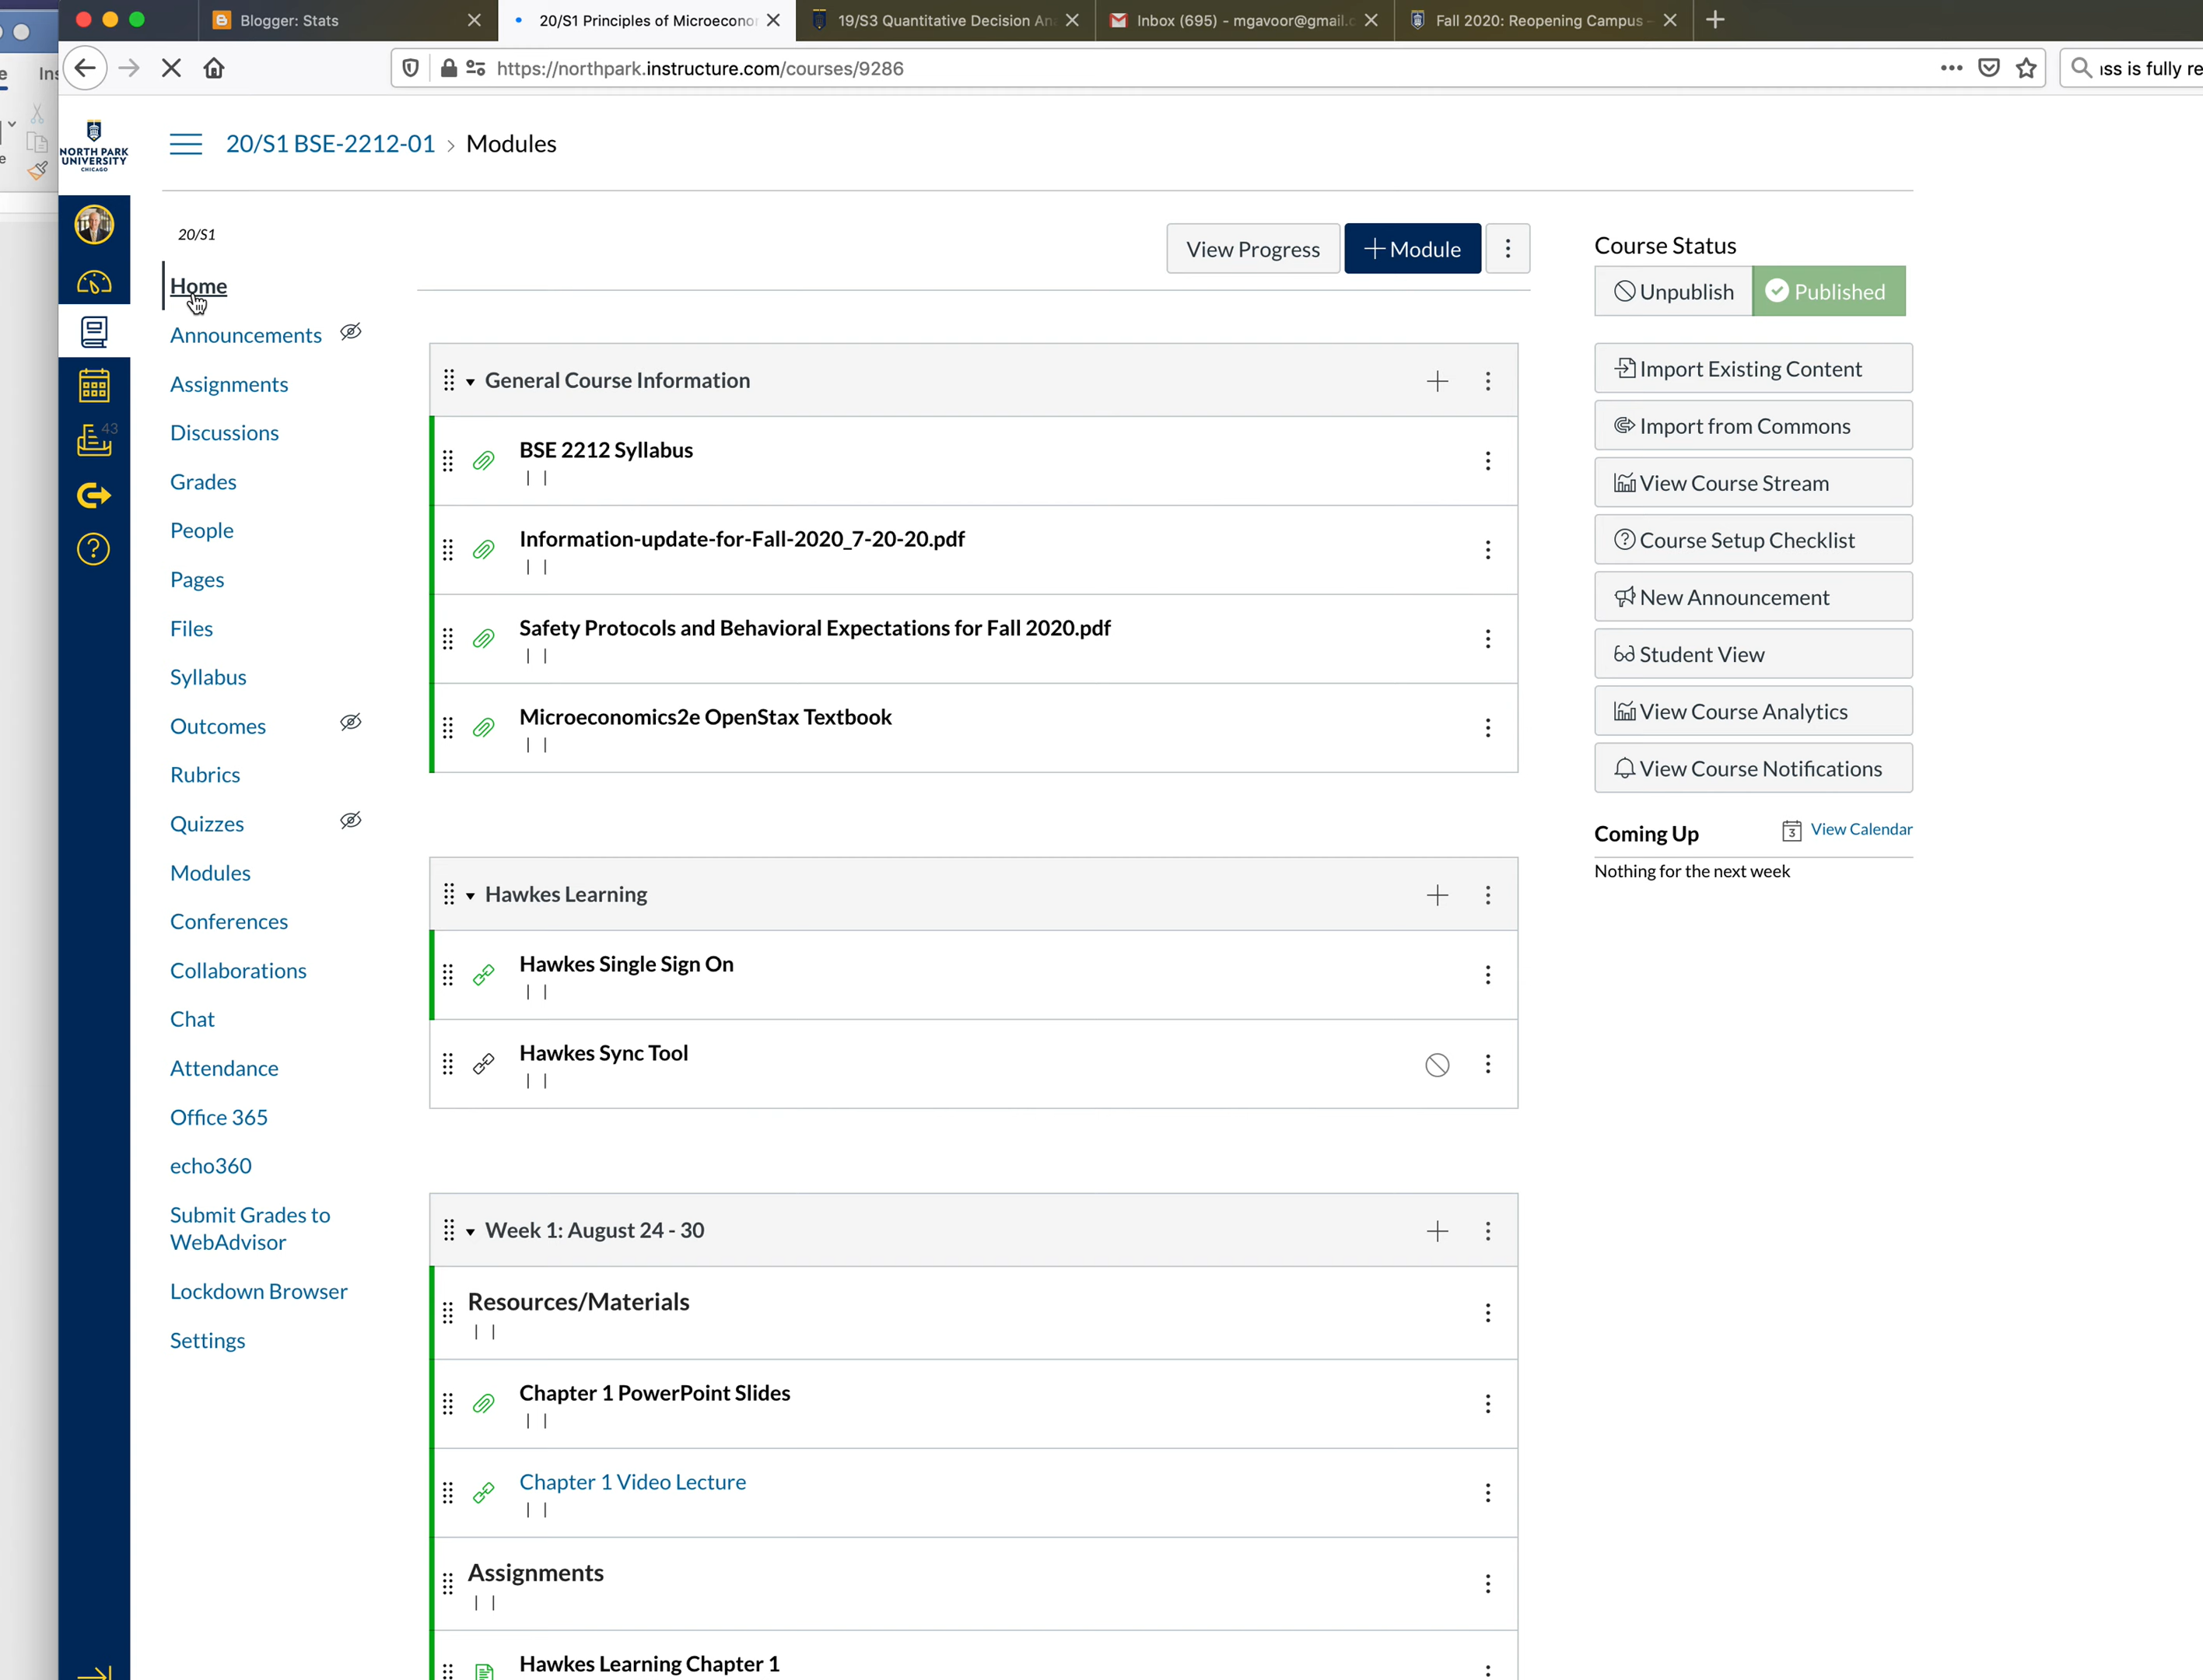 Blogger: Stats
20/S1 Principles of Microecono
19/S3 Quantitative Decision An
Inbox (695) - mgavoor@gmail.c
Fall 2020: Reopening Campus -
https://northpark.instructure.com/courses/9286
ss is fully re
e
Ins
NORTH PARK
UNIVERSITY
CHICAGO
20/S1 BSE-2212-01 > Modules
20/S1
Home
Announcements
Assignments
Discussions
Grades
People
Pages
Files
Syllabus
Outcomes
Rubrics
Quizzes
Modules
Conferences
Collaborations
Chat
Attendance
Office 365
echo360
Submit Grades to
WebAdvisor
Lockdown Browser
Settings
43
View Progress
+ Module
General Course Information
BSE 2212 Syllabus
| |
Information-update-for-Fall-2020_7-20-20.pdf
| |
Safety Protocols and Behavioral Expectations for Fall 2020.pdf
| |
Microeconomics2e OpenStax Textbook
| |
Hawkes Learning
Hawkes Single Sign On
| |
Hawkes Sync Tool
| |
Week 1: August 24 - 30
Resources/Materials
| |
Chapter 1 PowerPoint Slides
| |
Chapter 1 Video Lecture
| |
Assignments
| |
Hawkes Learning Chapter 1
Course Status
Unpublish
Published
Import Existing Content
Import from Commons
View Course Stream
Course Setup Checklist
New Announcement
Student View
View Course Analytics
View Course Notifications
Coming Up
3
View Calendar
Nothing for the next week